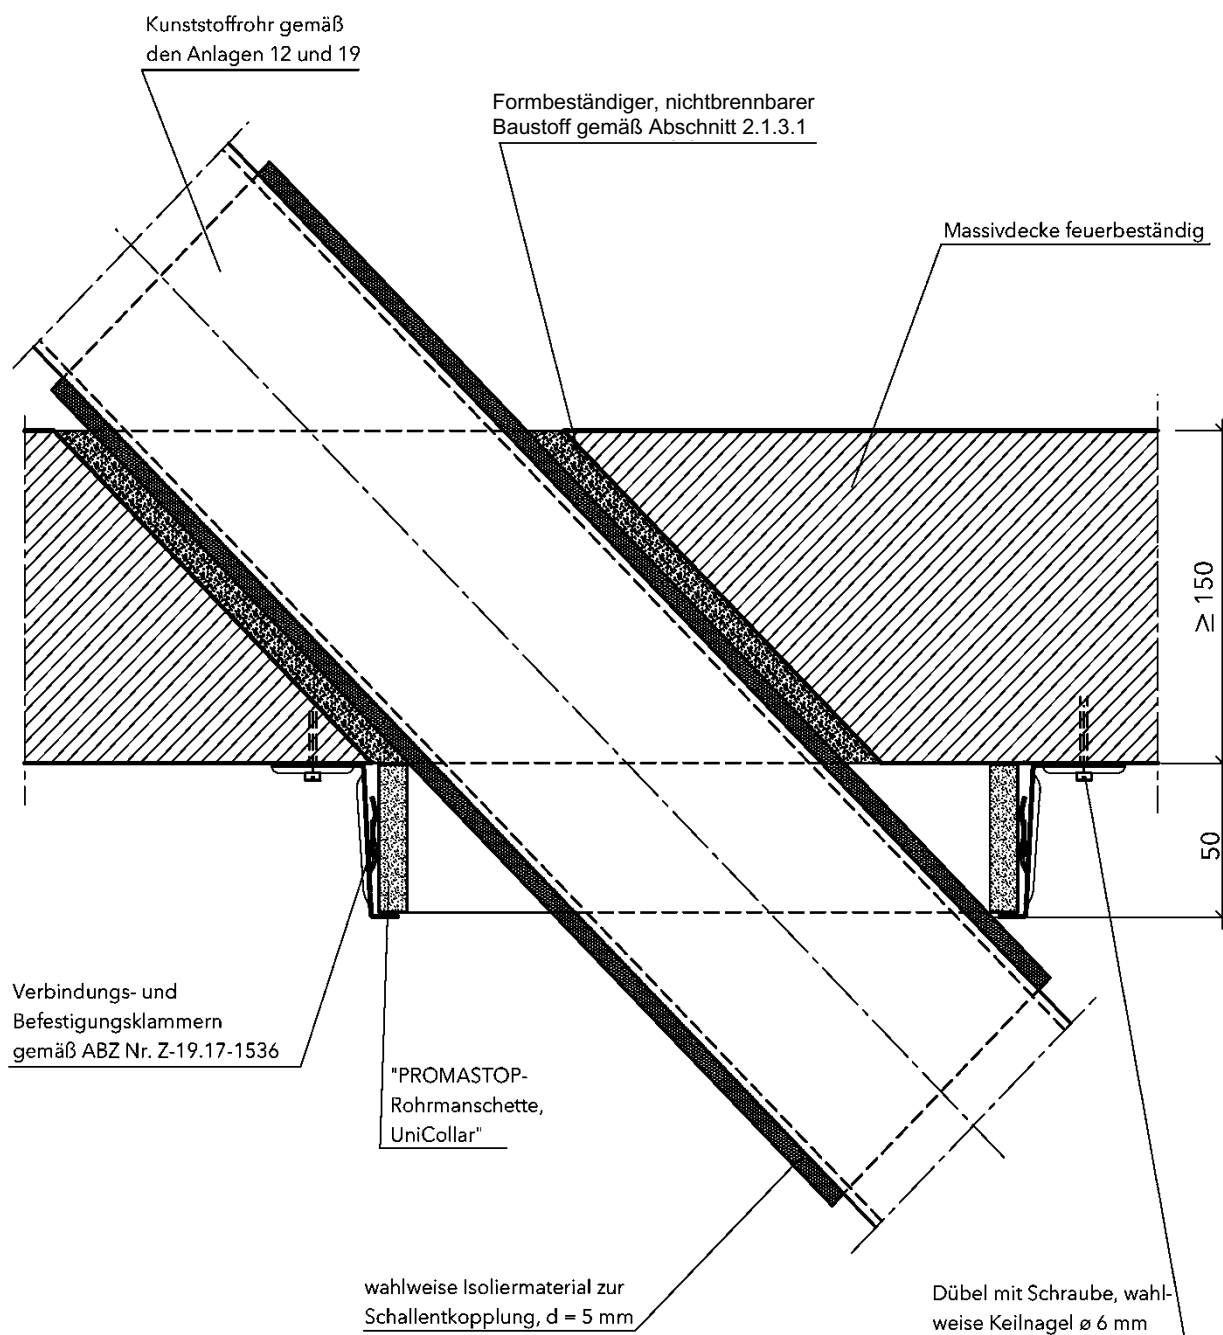 Kunststoffrohr gemäß
den Anlagen 12 und 19
Formbeständiger, nichtbrennbarer
Baustoff gemäß Abschnitt 2.1.3.1
Massivdecke feuerbeständig
≥ 150
50
Verbindungs- und
Befestigungsklammern
gemäß ABZ Nr. Z-19.17-1536
"PROMASTOP-
Rohrmanschette,
UniCollar"
wahlweise Isoliermaterial zur
Schallentkopplung, d = 5 mm
Dübel mit Schraube, wahl-
weise Keilnagel ø 6 mm